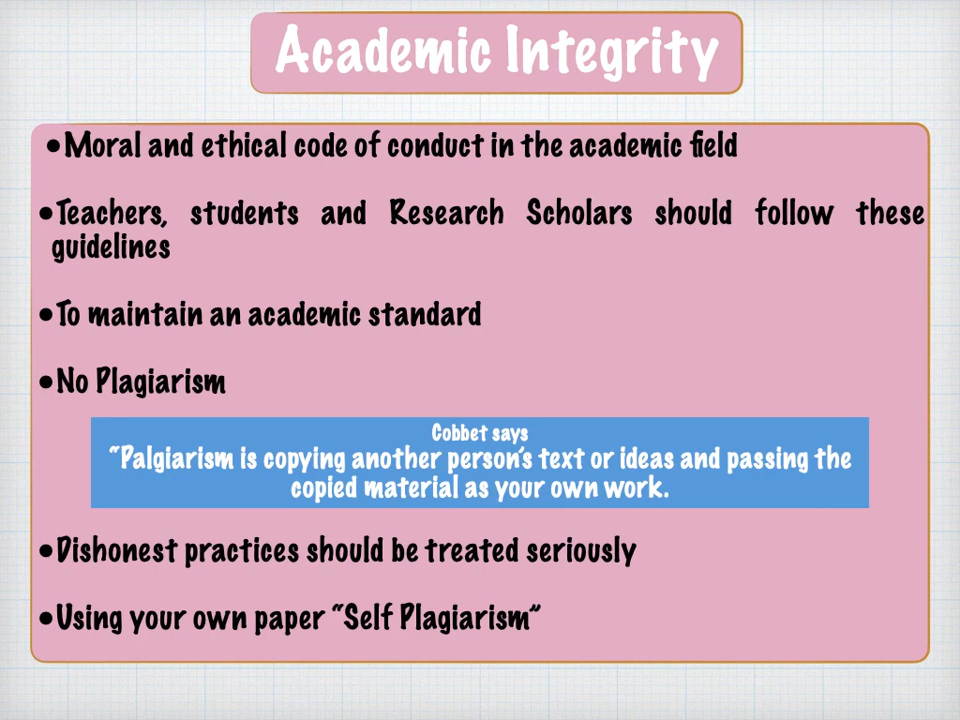 Academic Integrity
•Moral and ethical code of conduct in the academic field
•Teachers, students and Research Scholars should follow these
guidelines
•To maintain an academic standard
•No Plagiarism
Cobbet says
“Palgiarism is copying another person’s text or ideas and passing the
copied material as your own work.
•Dishonest practices should be treated seriously
•Using your own paper “Self Plagiarism”